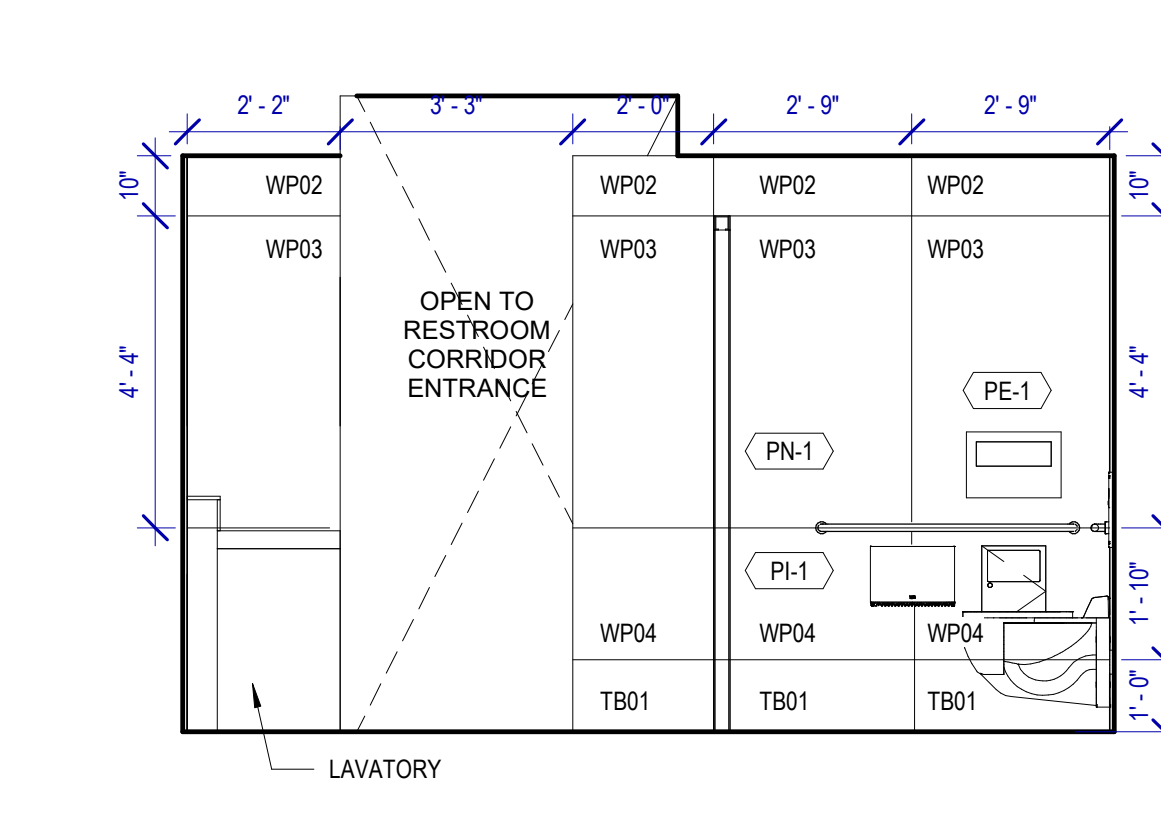 2' - 2" 3' - 3" 2' - 0" 2' - 9" 2' - 9"
10" WP02 WP02 WP02 WP02 10"
WP03 WP03 WP03 WP03
OPEN TO
RESTROOM
CORRIDOR
ENTRANCE
4' - 4" 4' - 4"
PE-1
PN-1
PI-1 1' - 10"
WP04 WP04 WP04
TB01 TB01 TB01 1' - 0"
LAVATORY